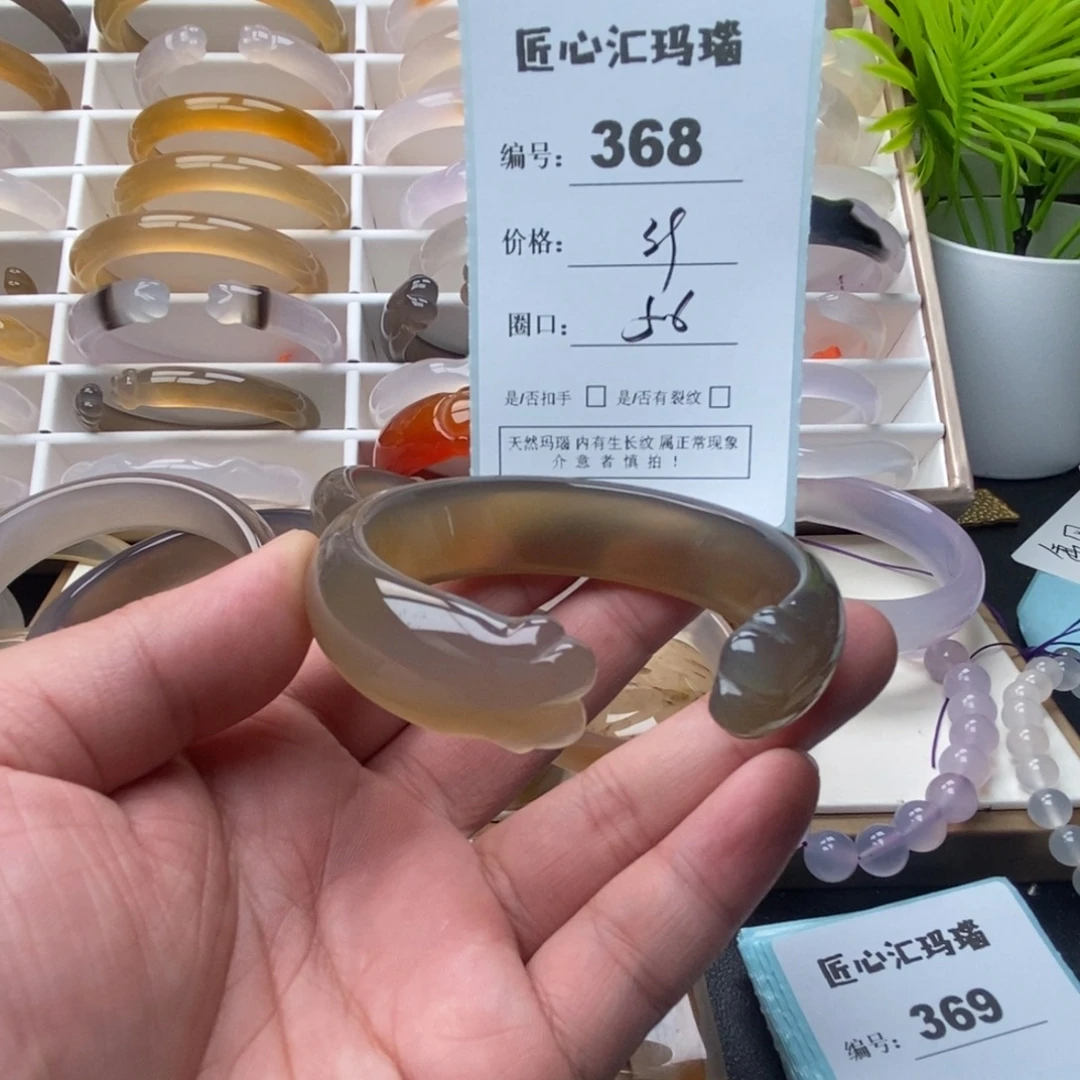 匠心汇玛瑙
编号: 368
价格:
圈口: 56
是/否扣手 □ 是/否有裂纹 □
天然玛瑙 内有生长纹 属正常现象
介意者慎拍！
匠心汇玛瑙
编号: 369